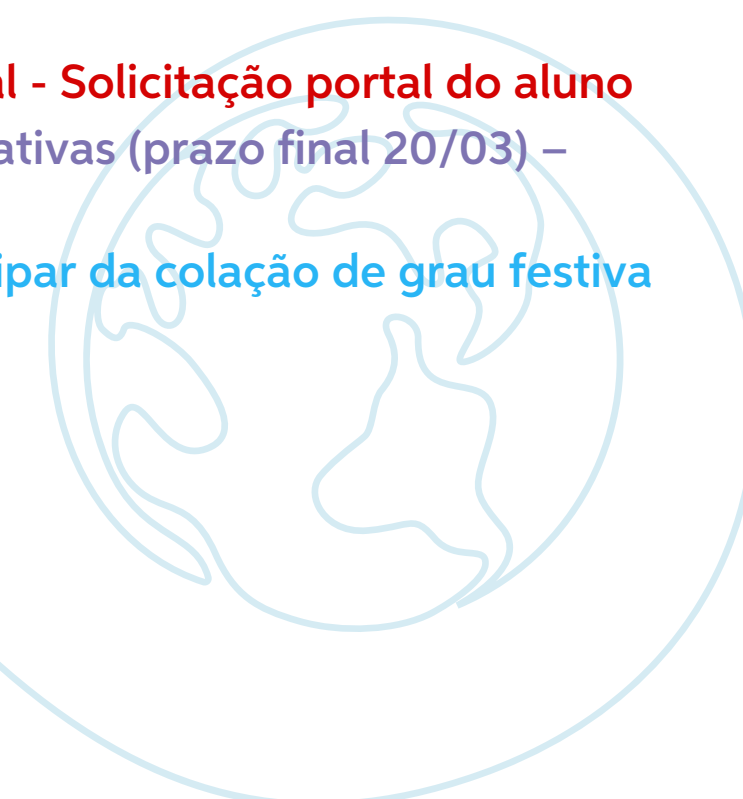 al - Solicitação portal do aluno
ativas (prazo final 20/03) –
ipar da colação de grau festiva